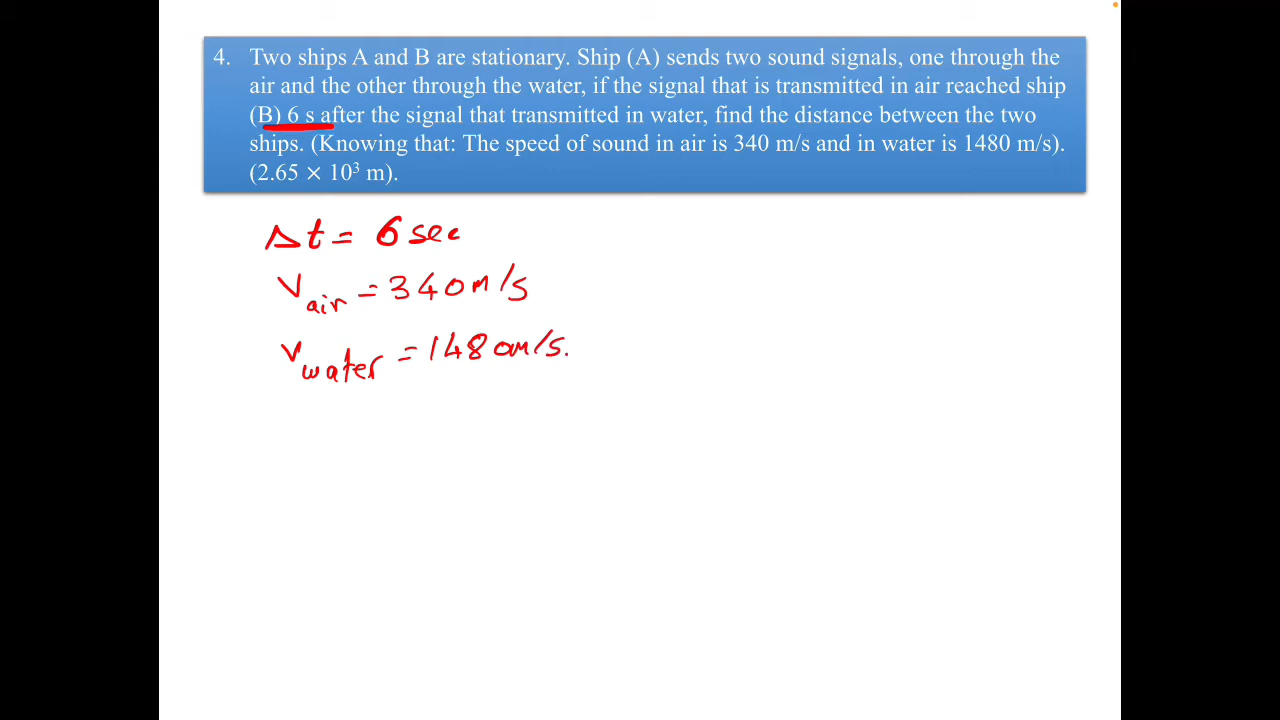 4. Two ships A and B are stationary. Ship (A) sends two sound signals, one through the
air and the other through the water, if the signal that is transmitted in air reached ship
(B) 6 s after the signal that transmitted in water, find the distance between the two
ships. (Knowing that: The speed of sound in air is 340 m/s and in water is 1480 m/s).
(2.65 × 10³ m).
Δt = 6 sec
V air = 340 m/s
V water = 1480 m/s.